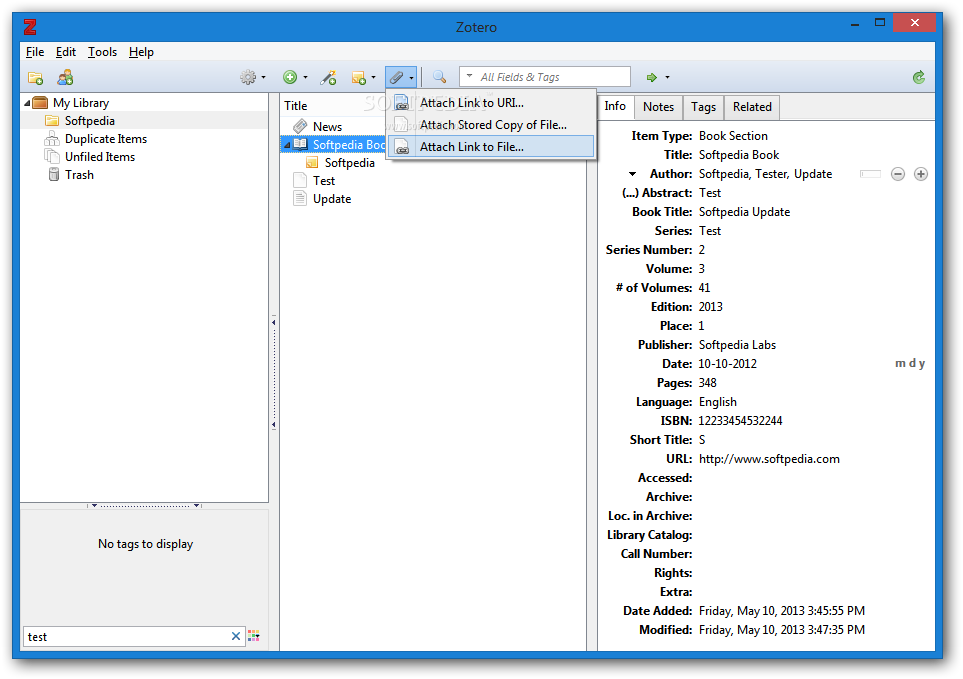 Z
Zotero
File Edit Tools Help
All Fields & Tags
My Library
Softpedia
Duplicate Items
Unfiled Items
Trash
No tags to display
test
Title
News
Softpedia Boo
Softpedia
Test
Update
Attach Link to URI...
Attach Stored Copy of File...
Attach Link to File...
Info Notes Tags Related
Item Type: Book Section
Title: Softpedia Book
Author: Softpedia, Tester, Update
(...) Abstract: Test
Book Title: Softpedia Update
Series: Test
Series Number: 2
Volume: 3
# of Volumes: 41
Edition: 2013
Place: 1
Publisher: Softpedia Labs
Date: 10-10-2012 m d y
Pages: 348
Language: English
ISBN: 12233454532244
Short Title: S
URL: http://www.softpedia.com
Accessed:
Archive:
Loc. in Archive:
Library Catalog:
Call Number:
Rights:
Extra:
Date Added: Friday, May 10, 2013 3:45:55 PM
Modified: Friday, May 10, 2013 3:47:35 PM